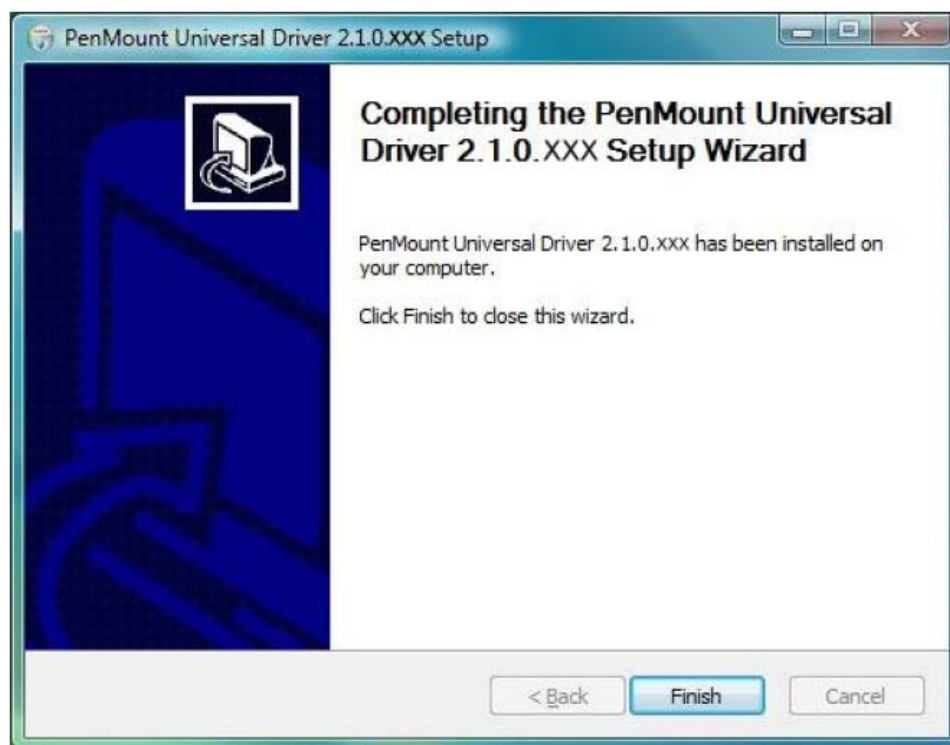 PenMount Universal Driver 2.1.0.XXX Setup
Completing the PenMount Universal
Driver 2.1.0.XXX Setup Wizard
PenMount Universal Driver 2.1.0.XXX has been installed on
your computer.
Click Finish to close this wizard.
< Back
Finish
Cancel